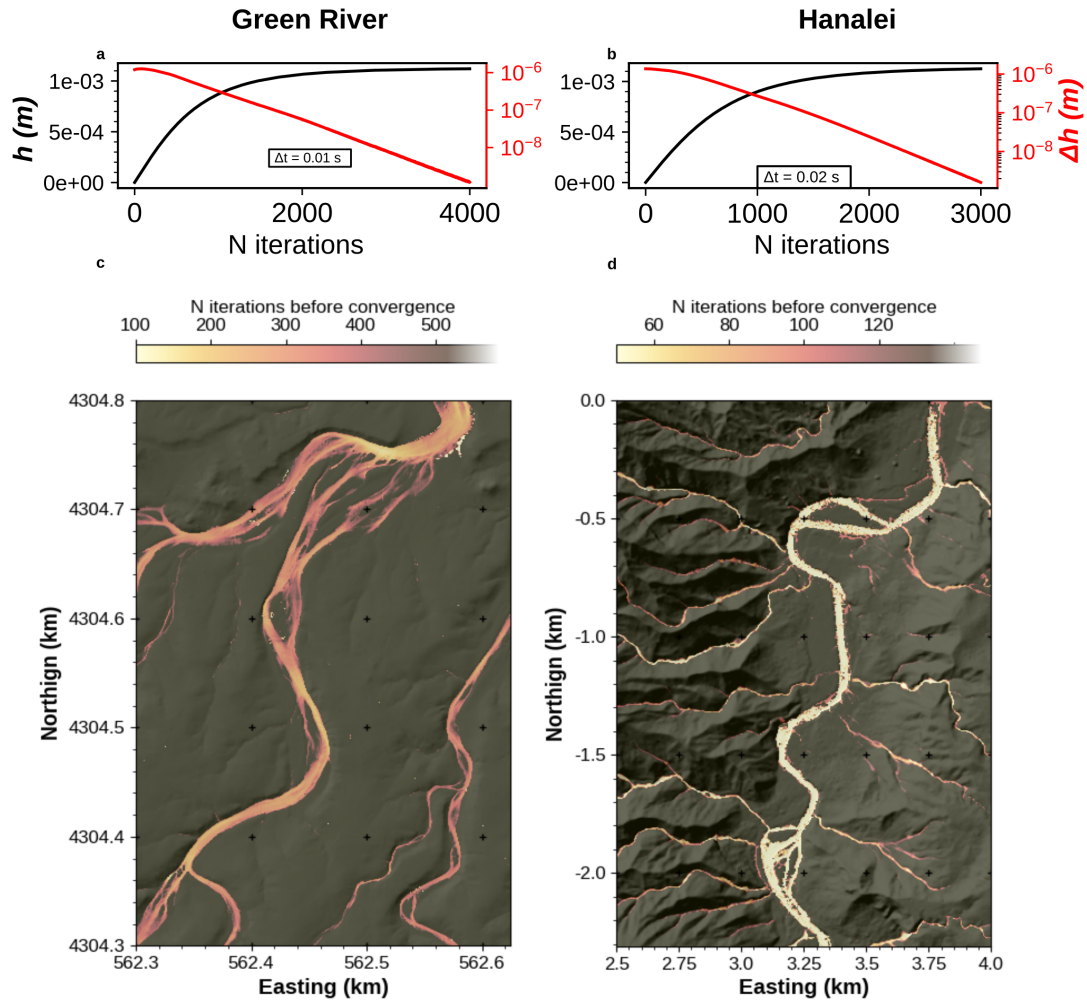 Green River
Hanalei
a
b
1e-03
5e-04
0e+00
h (m)
10⁻⁶
10⁻⁷
10⁻⁸
Δt = 0.01 s
0 2000 4000
N iterations
1e-03
5e-04
0e+00
10⁻⁶
10⁻⁷
10⁻⁸
Δh (m)
Δt = 0.02 s
0 1000 2000 3000
N iterations
c
d
N iterations before convergence
100 200 300 400 500
N iterations before convergence
60 80 100 120
4304.8
4304.7
4304.6
4304.5
4304.4
4304.3
Northign (km)
562.3 562.4 562.5 562.6
Easting (km)
0.0
-0.5
-1.0
-1.5
-2.0
Northign (km)
2.5 2.75 3.0 3.25 3.5 3.75 4.0
Easting (km)